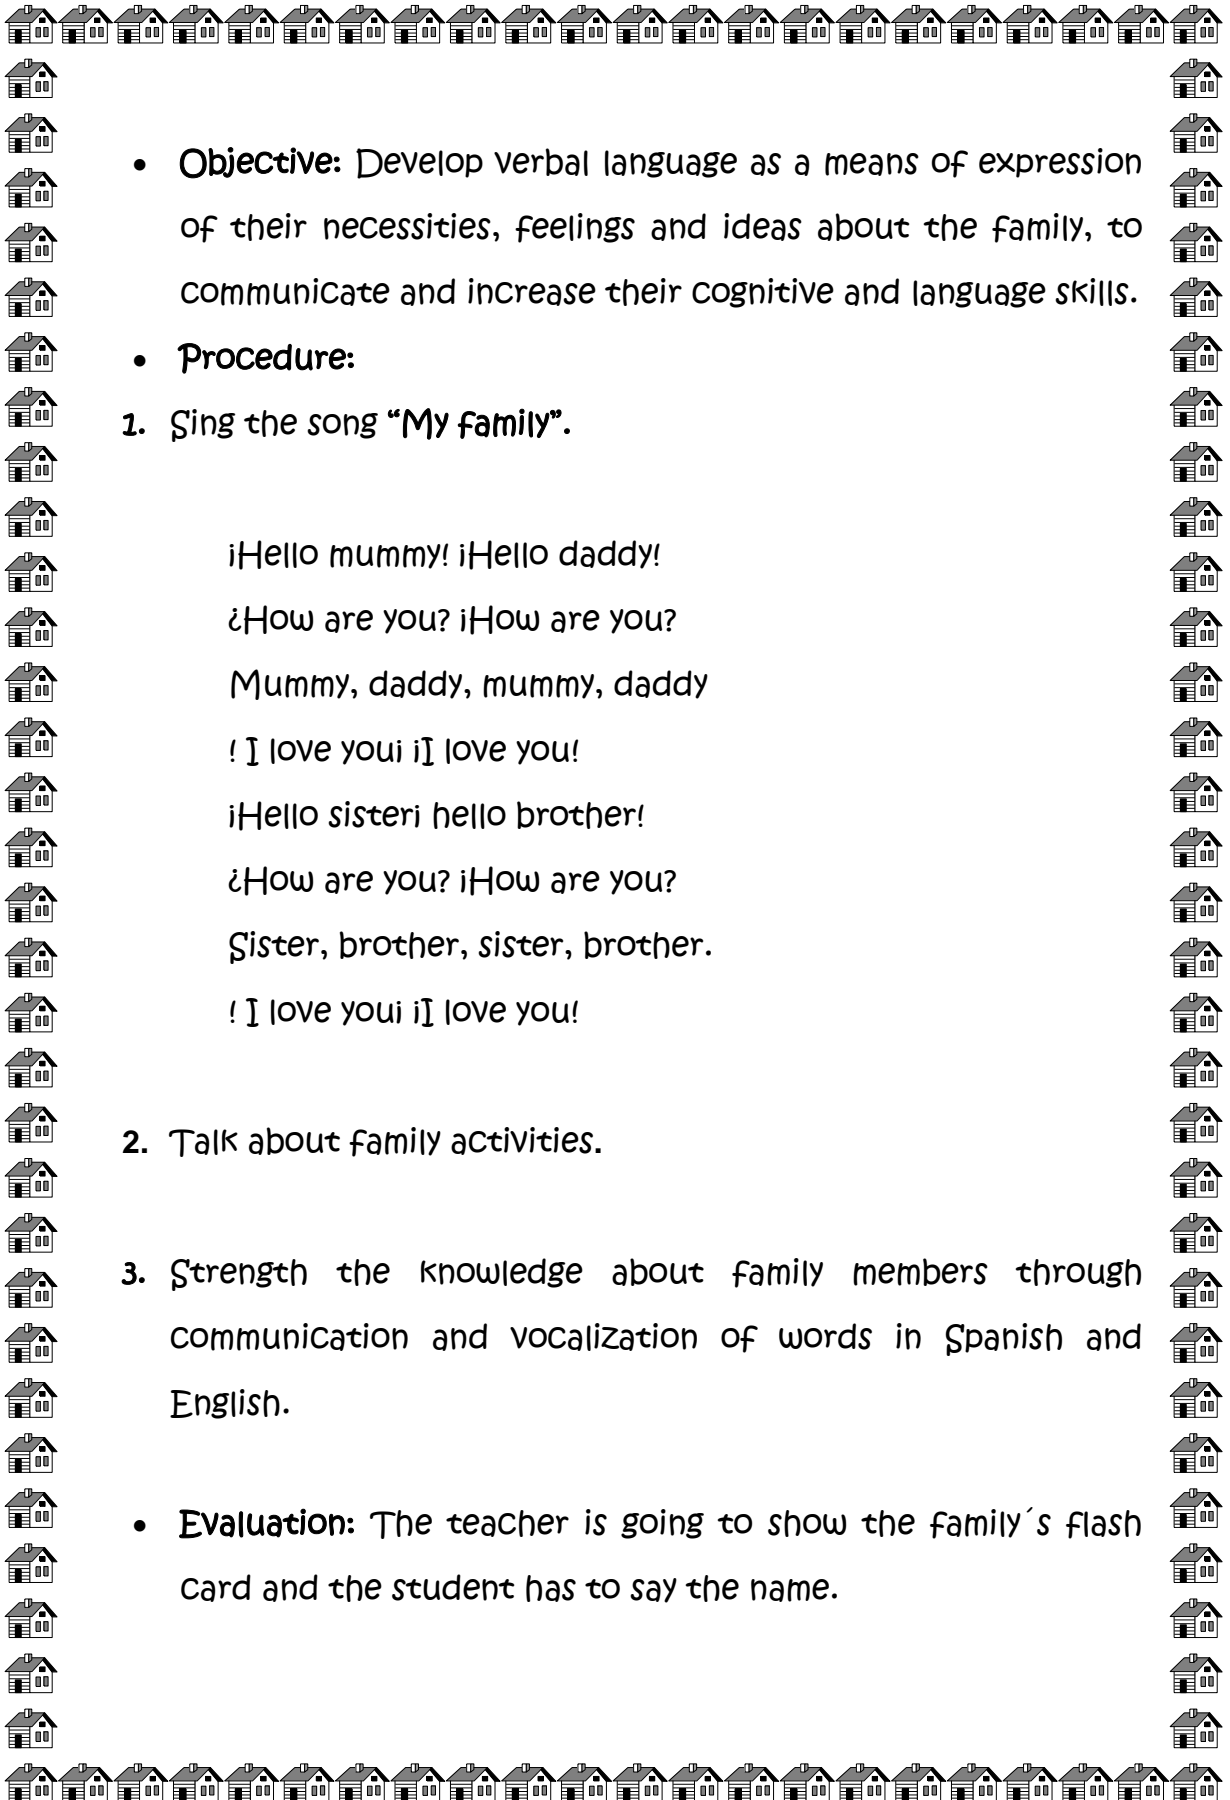 • Objective: Develop verbal language as a means of expression
of their necessities, feelings and ideas about the family, to
communicate and increase their cognitive and language skills.
• Procedure:
1. Sing the song “My family”.
¡Hello mummy! ¡Hello daddy!
¿How are you? ¡How are you?
Mummy, daddy, mummy, daddy
! I love you¡ ¡I love you!
¡Hello sister¡ hello brother!
¿How are you? ¡How are you?
Sister, brother, sister, brother.
! I love you¡ ¡I love you!
2. Talk about family activities.
3. Strength the knowledge about family members through
communication and vocalization of words in Spanish and
English.
• Evaluation: The teacher is going to show the family´s flash
card and the student has to say the name.